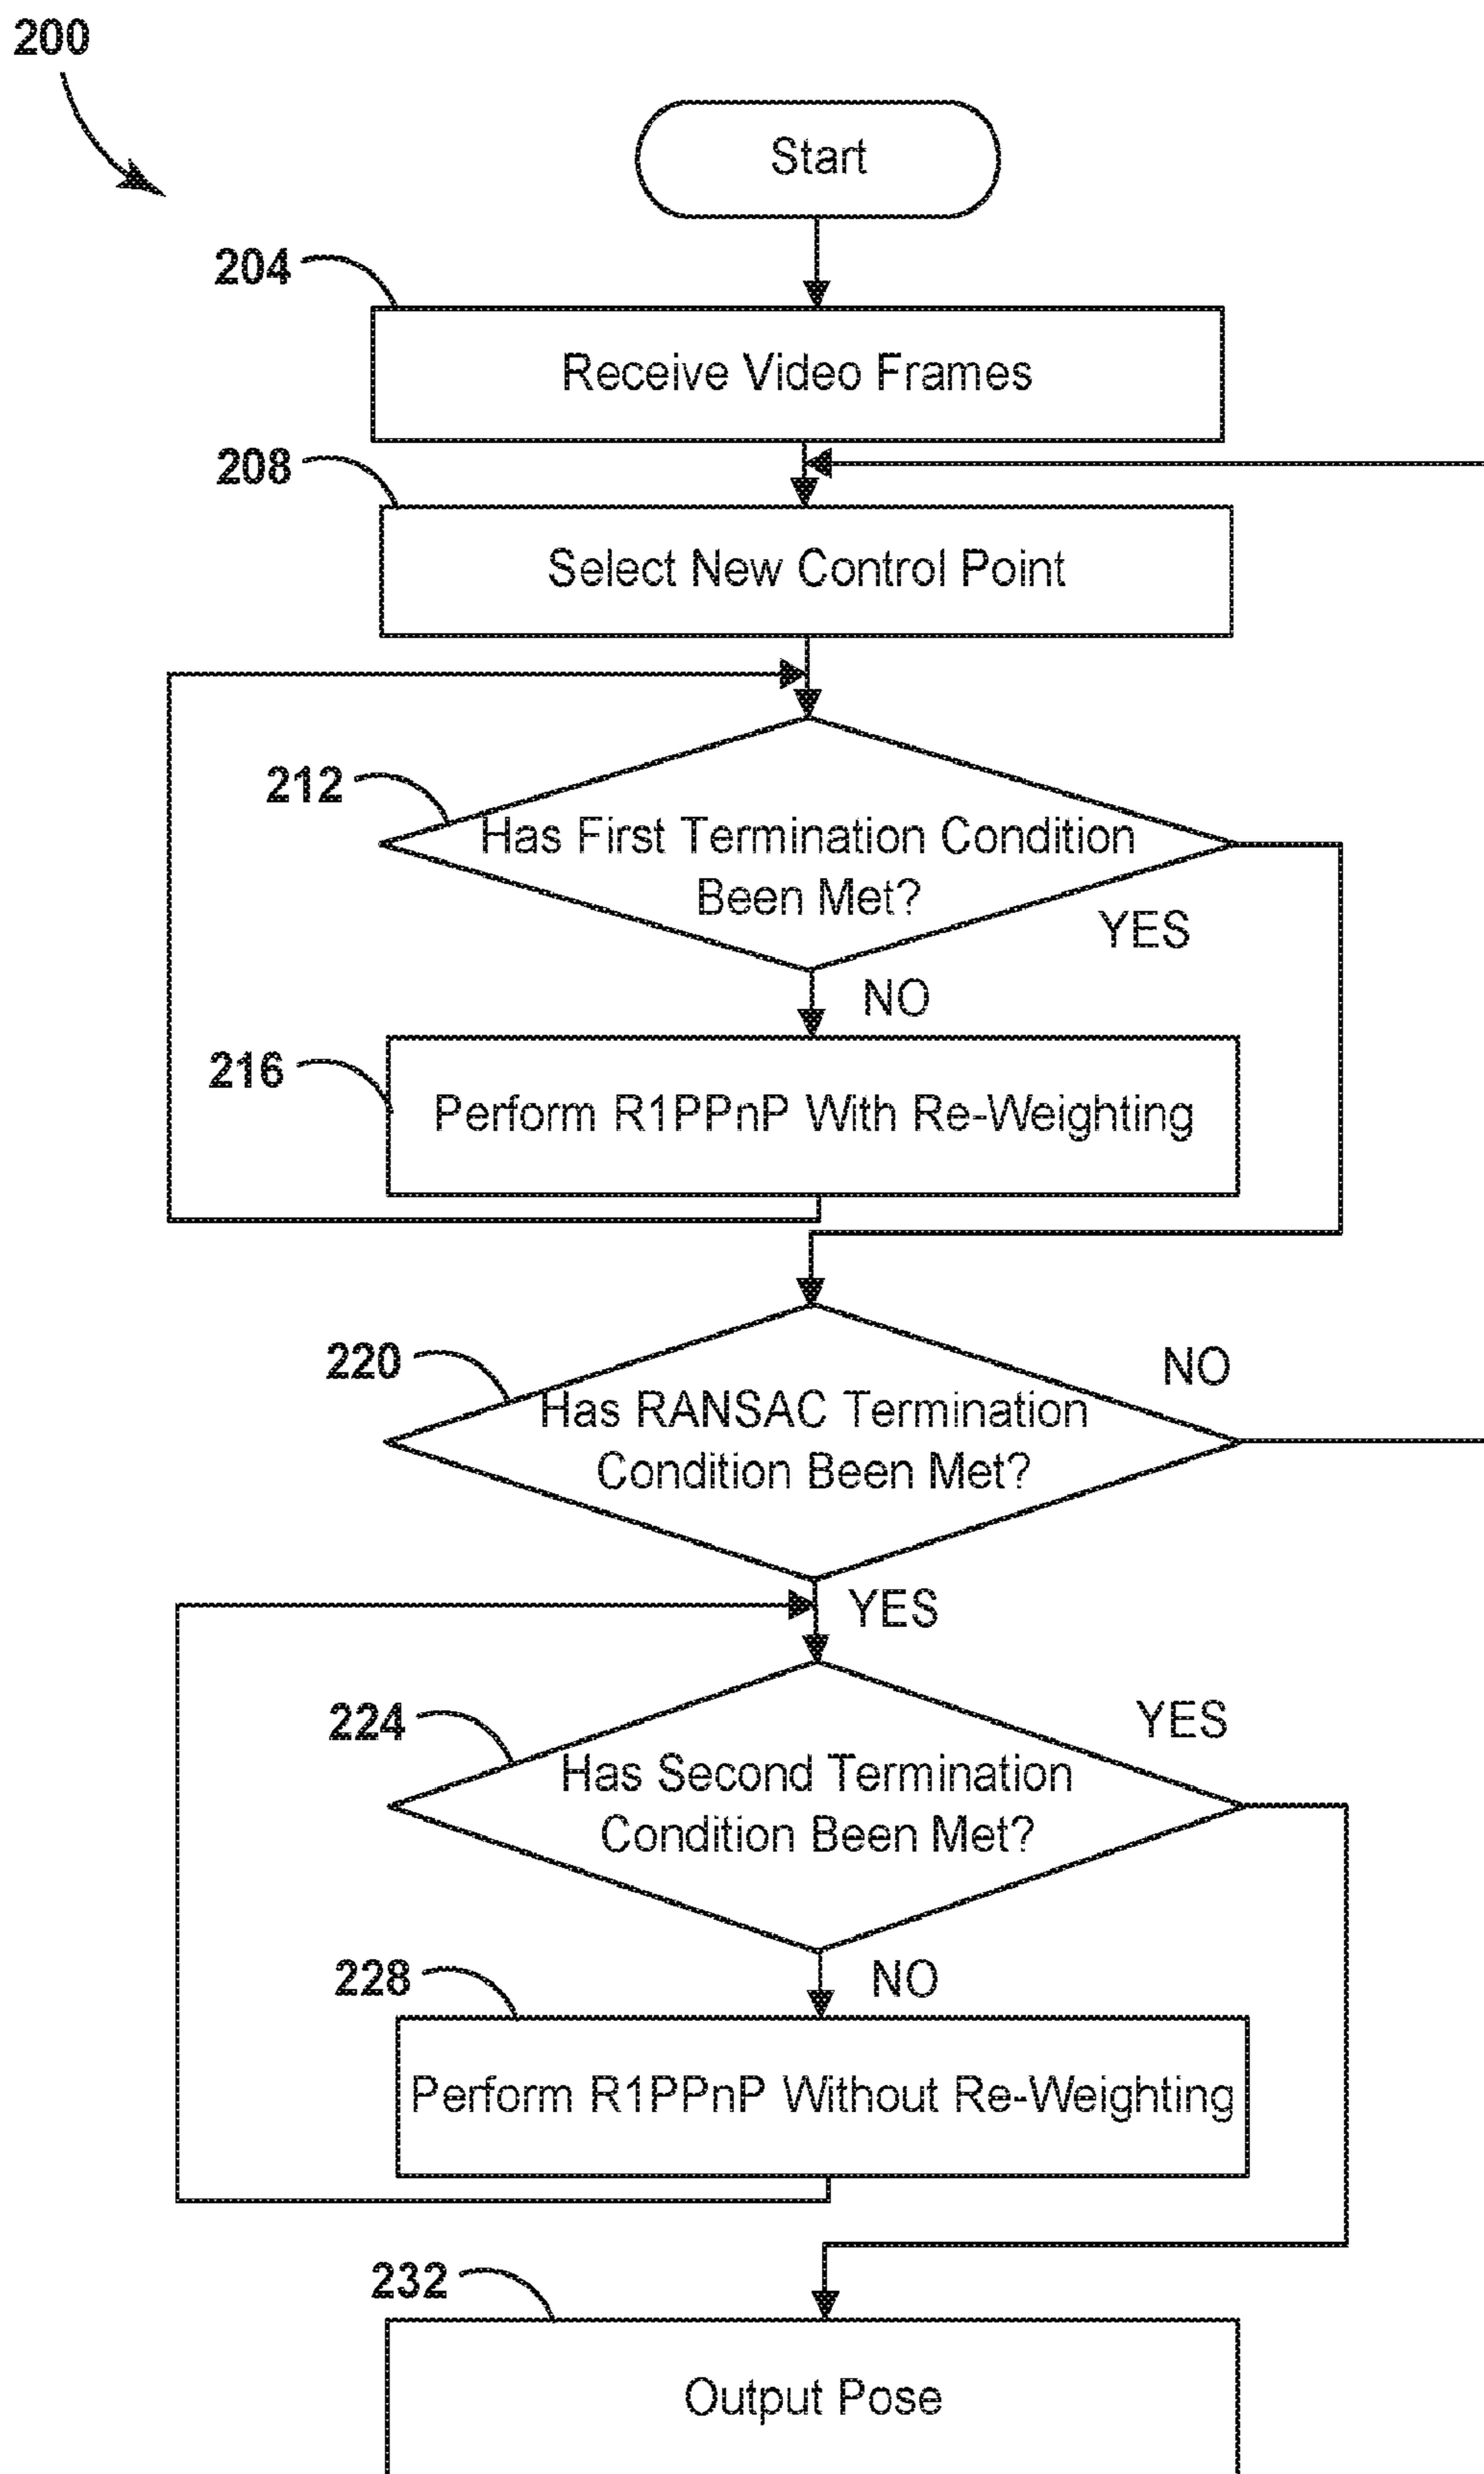 200
Start
204
Receive Video Frames
208
Select New Control Point
212
Has First Termination Condition
Been Met?
YES
NO
216
Perform R1PPnP With Re-Weighting
220
NO
Has RANSAC Termination
Condition Been Met?
YES
224
YES
Has Second Termination
Condition Been Met?
228
NO
Perform R1PPnP Without Re-Weighting
232
Output Pose